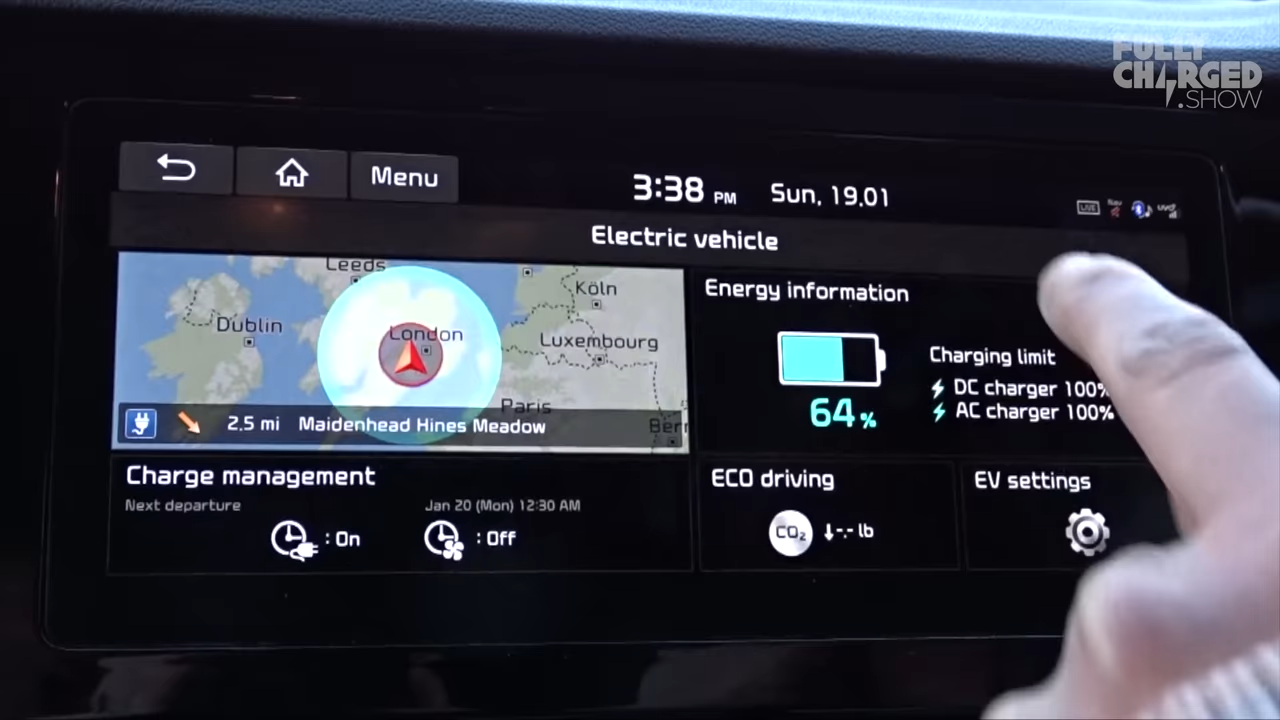 FULLY
CHARGED
.SHOW
Menu
3:38 PM
Sun, 19.01
LIVE
Electric vehicle
Leeds
Dublin
London
Köln
Luxembourg
Paris
Bern
2.5 mi Maidenhead Hines Meadow
Energy information
64%
Charging limit
DC charger 100%
AC charger 100%
Charge management
Next departure
Jan 20 (Mon) 12:30 AM
: On
: Off
ECO driving
CO₂
-.- lb
EV settings